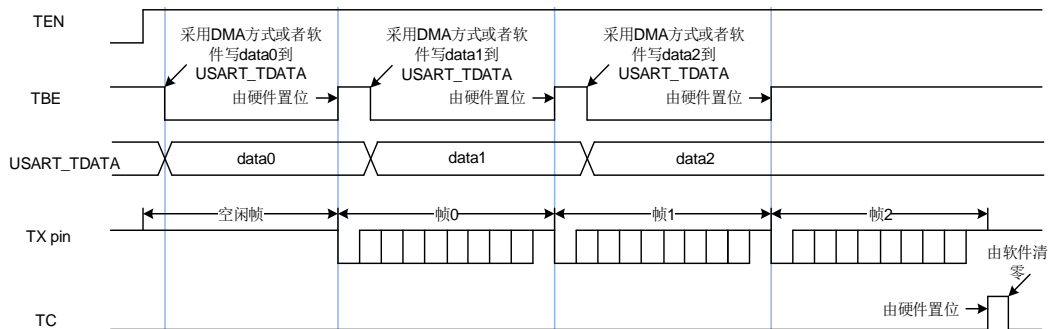 TEN
采用DMA方式或者软
件写data0到
USART_TDATA
采用DMA方式或者软
件写data1到
USART_TDATA
采用DMA方式或者软
件写data2到
USART_TDATA
TBE
由硬件置位
由硬件置位
由硬件置位
USART_TDATA
data0
data1
data2
空闲帧
帧0
帧1
帧2
TX pin
由软件清
零
由硬件置位
TC